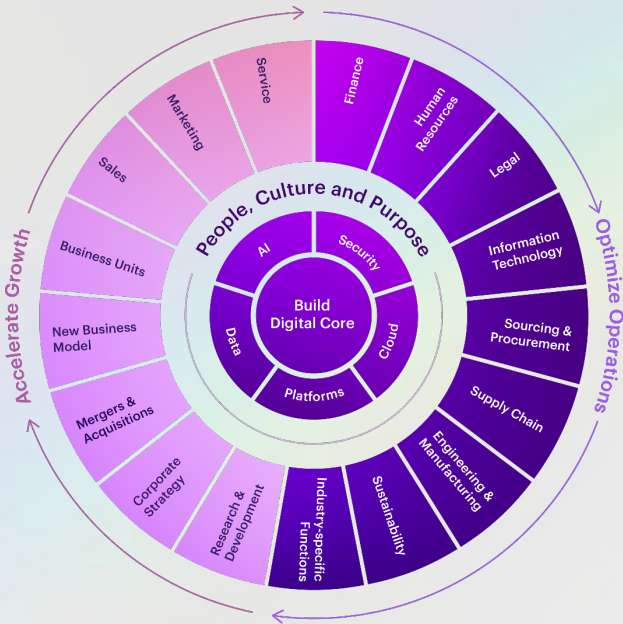 Accelerate Growth
Optimize Operations
Service
Finance
Human
Resources
Legal
Information
Technology
Sourcing &
Procurement
Supply Chain
Engineering &
Manufacturing
Sustainability
Industry-specific
Functions
Research &
Development
Corporate
Strategy
Mergers &
Acquisitions
New Business
Model
Business Units
Sales
Marketing
People, Culture and Purpose
AI
Security
Cloud
Platforms
Data
Build
Digital Core